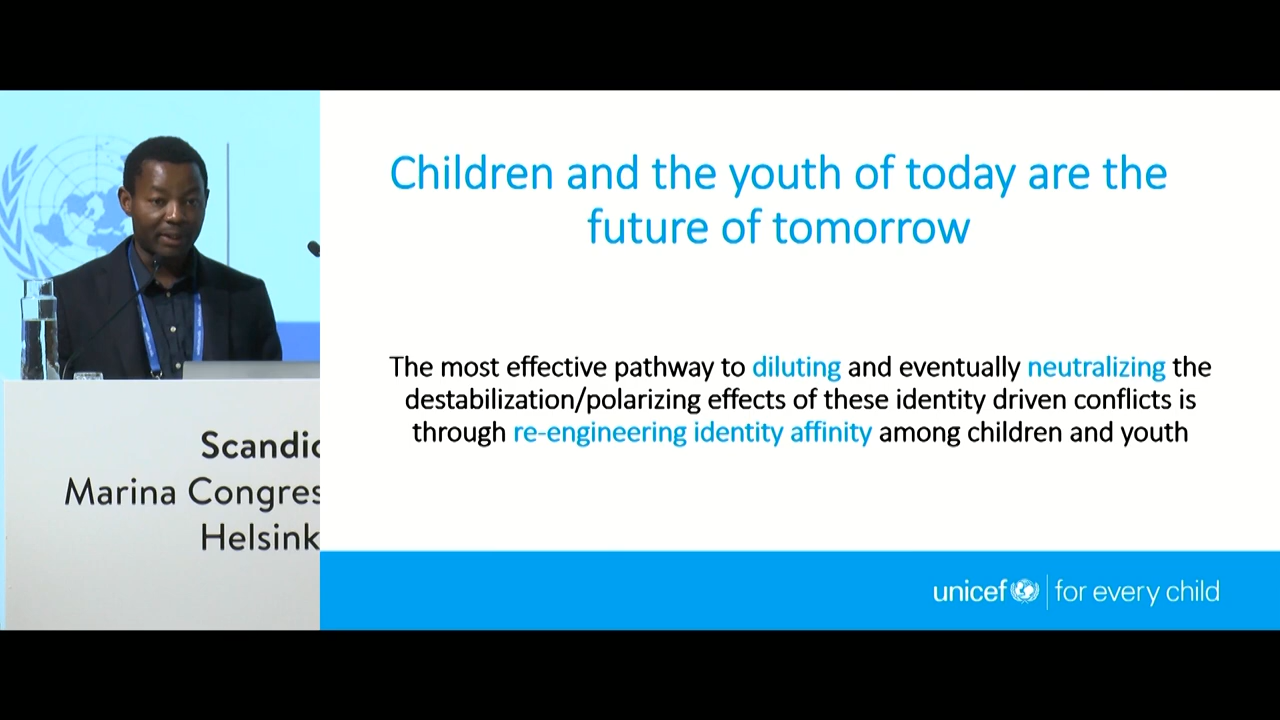 Scandic
Marina Congres
Helsink
Children and the youth of today are the
future of tomorrow
The most effective pathway to diluting and eventually neutralizing the
destabilization/polarizing effects of these identity driven conflicts is
through re-engineering identity affinity among children and youth
unicef for every child